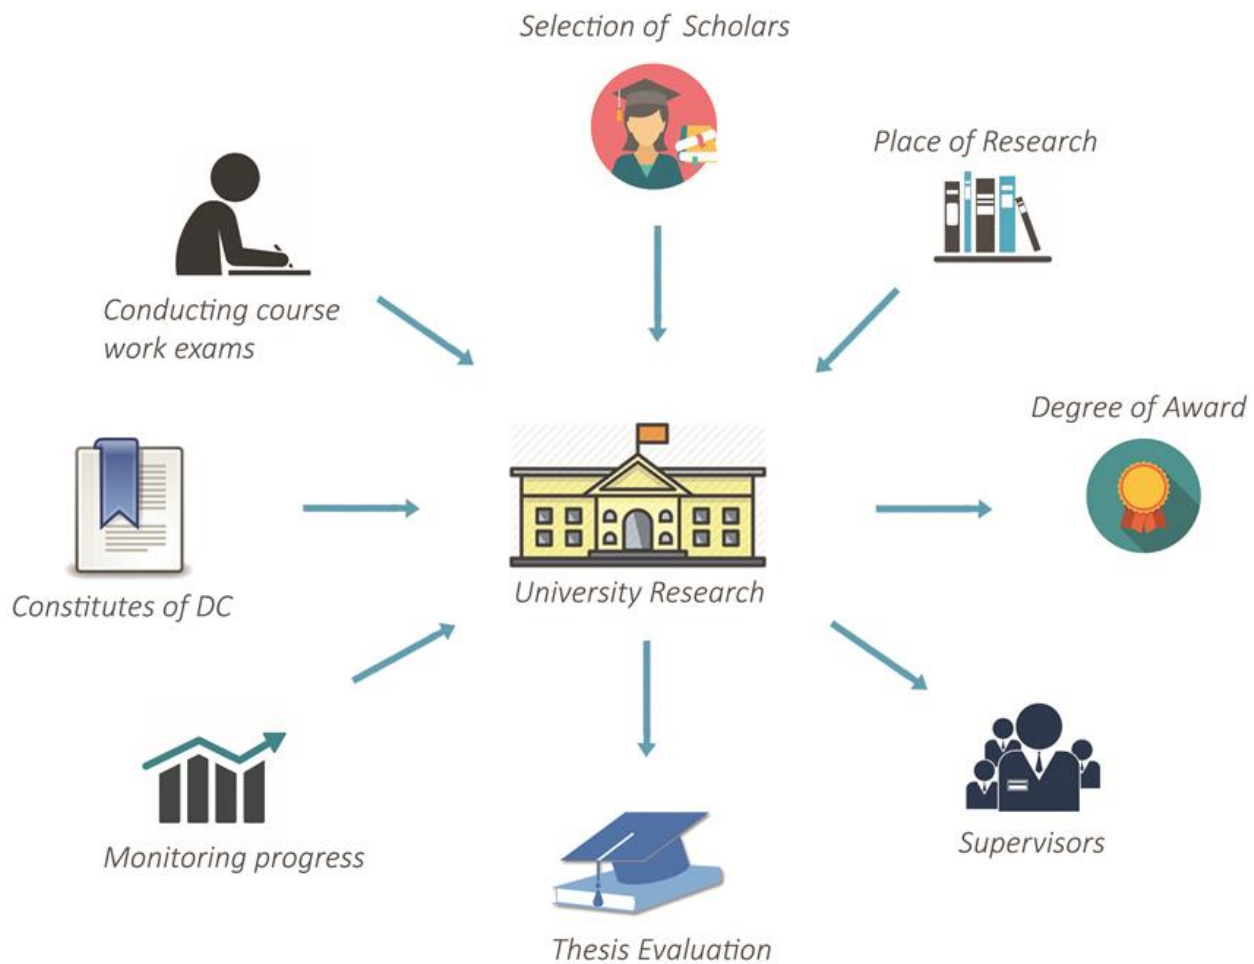 Selection of Scholars
Place of Research
Conducting course
work exams
Degree of Award
University Research
Constitutes of DC
Supervisors
Monitoring progress
Thesis Evaluation